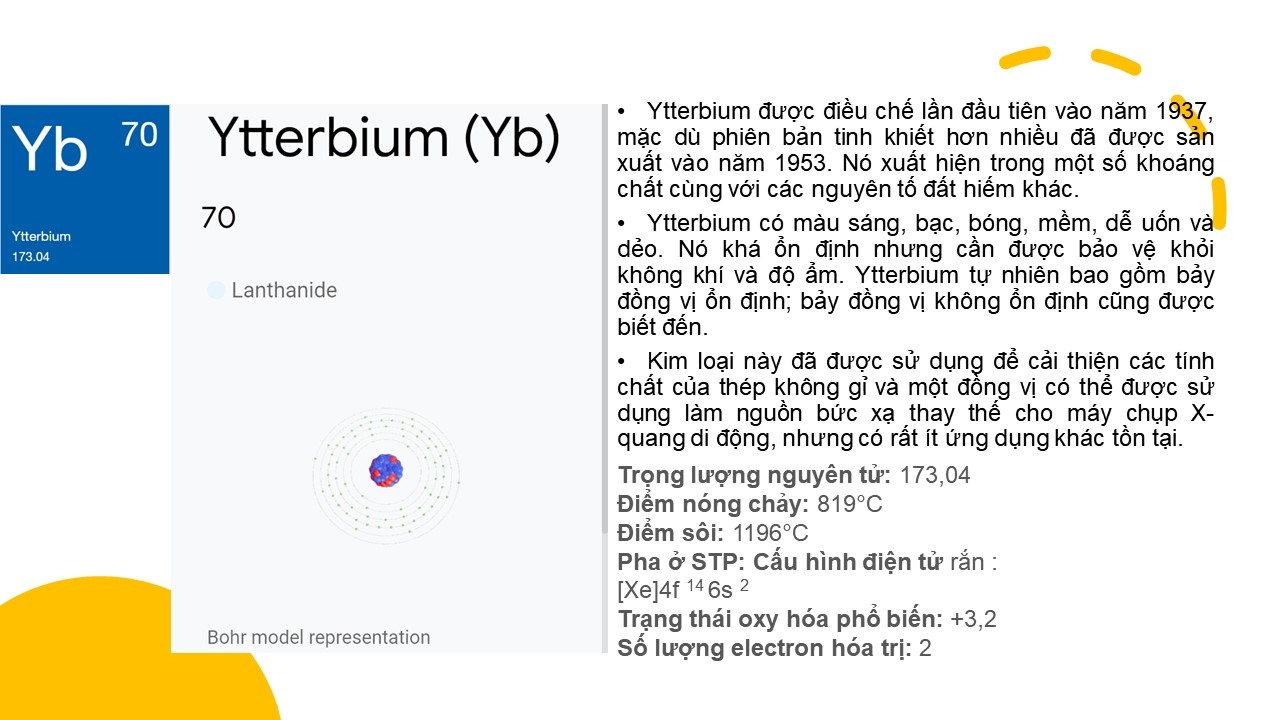 Yb 70
Ytterbium
173.04
Ytterbium (Yb)
70
Lanthanide
Bohr model representation
• Ytterbium được điều chế lần đầu tiên vào năm 1937,
mặc dù phiên bản tinh khiết hơn nhiều đã được sản
xuất vào năm 1953. Nó xuất hiện trong một số khoáng
chất cùng với các nguyên tố đất hiếm khác.
• Ytterbium có màu sáng, bạc, bóng, mềm, dễ uốn và
dẻo. Nó khá ổn định nhưng cần được bảo vệ khỏi
không khí và độ ẩm. Ytterbium tự nhiên bao gồm bảy
đồng vị ổn định; bảy đồng vị không ổn định cũng được
biết đến.
• Kim loại này đã được sử dụng để cải thiện các tính
chất của thép không gỉ và một đồng vị có thể được sử
dụng làm nguồn bức xạ thay thế cho máy chụp X-
quang di động, nhưng có rất ít ứng dụng khác tồn tại.
Trọng lượng nguyên tử: 173,04
Điểm nóng chảy: 819°C
Điểm sôi: 1196°C
Pha ở STP: Cấu hình điện tử rắn :
[Xe]4f ¹⁴ 6s ²
Trạng thái oxy hóa phổ biến: +3,2
Số lượng electron hóa trị: 2